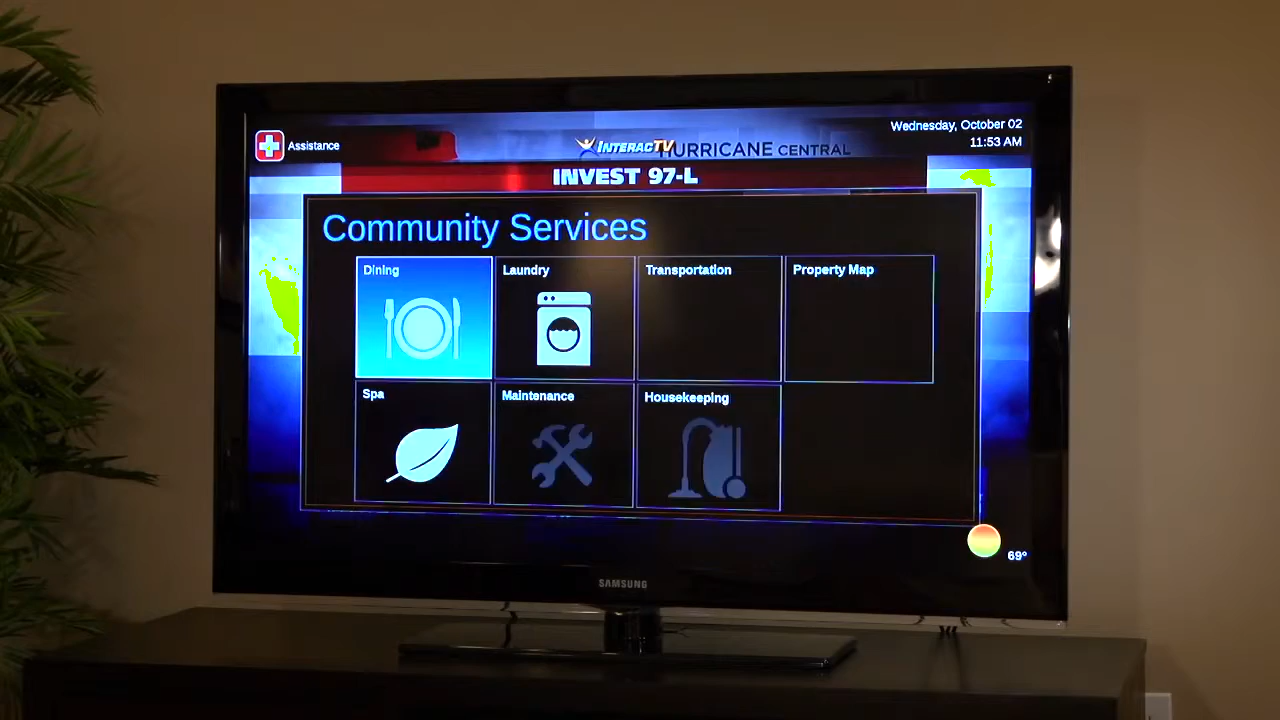 Wednesday, October 02
11:53 AM
Assistance
INTERACTV
HURRICANE CENTRAL
INVEST 97-L
Community Services
Dining
Laundry
Transportation
Property Map
Spa
Maintenance
Housekeeping
69°
SAMSUNG